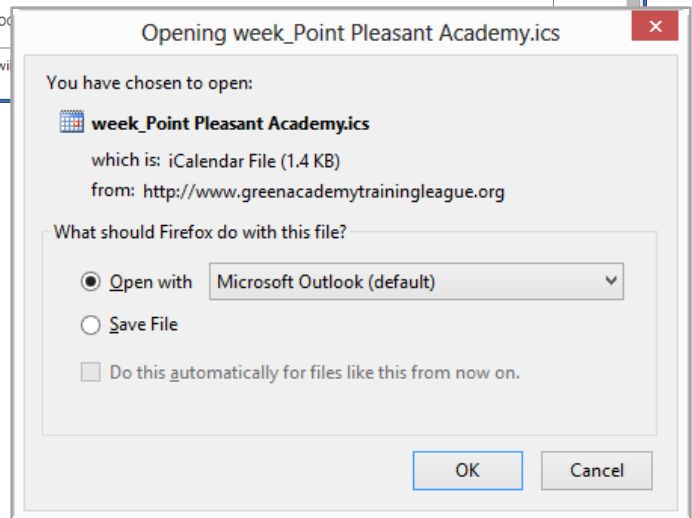 Opening week_Point Pleasant Academy.ics
You have chosen to open:
week_Point Pleasant Academy.ics
which is: iCalendar File (1.4 KB)
from: http://www.greenacademytrainingleague.org
What should Firefox do with this file?
Open with Microsoft Outlook (default)
Save File
Do this automatically for files like this from now on.
OK Cancel